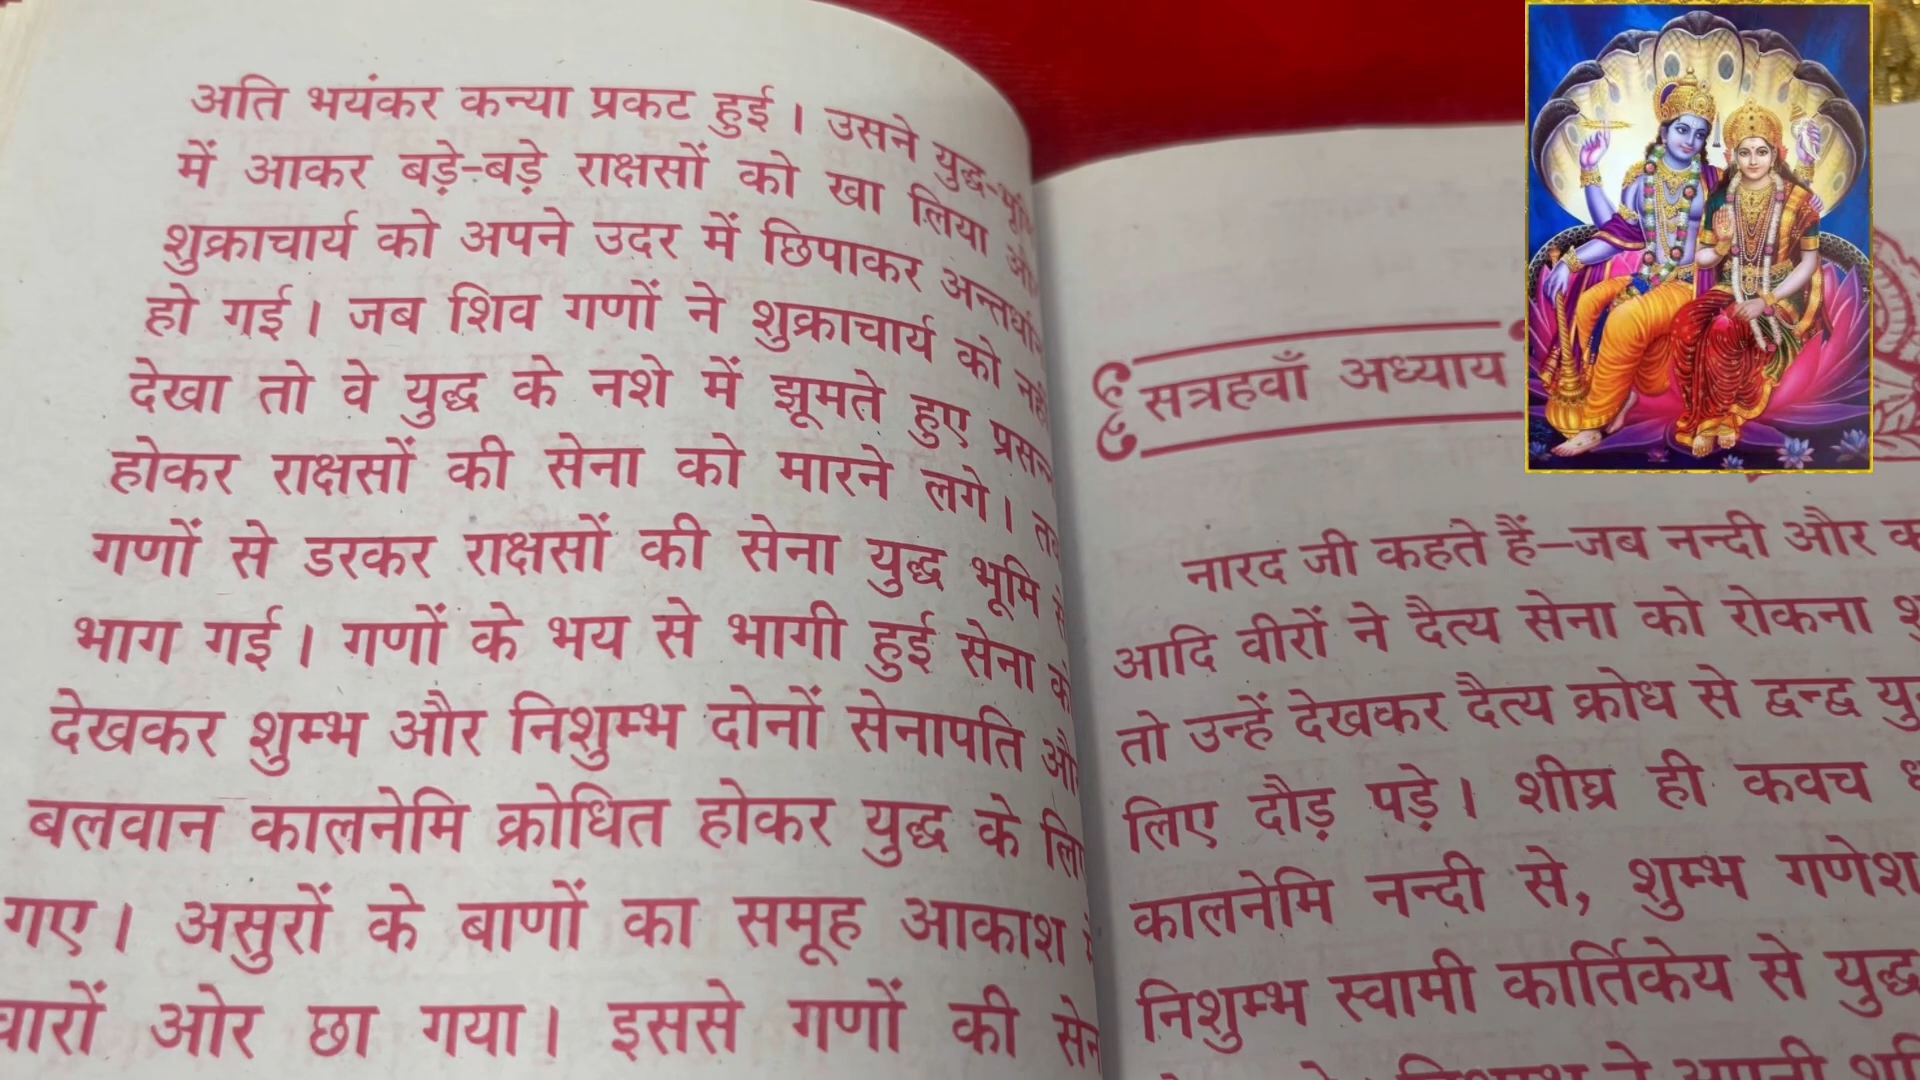 अति भयंकर कन्या प्रकट हुई। उसने
में आकर बड़े-बड़े राक्षसों को खा लिया
शुक्राचार्य को अपने उदर में छिपाकर
हो गई। जब शिव गणों ने शुक्राचार्य को
देखा तो वे युद्ध के नशे में झूमते हुए
होकर राक्षसों की सेना को मारने लगे।
गणों से डरकर राक्षसों की सेना युद्ध भूमि
भाग गई। गणों के भय से भागी हुई सेना
देखकर शुम्भ और निशुम्भ दोनों सेनापति
बलवान कालनेमि क्रोधित होकर युद्ध के
गए। असुरों के बाणों का समूह आकाश
ओर छा गया। इससे गणों की
सत्रहवाँ अध्याय
नारद जी कहते हैं–जब नन्दी और
आदि वीरों ने दैत्य सेना को रोकना
तो उन्हें देखकर दैत्य क्रोध से द्वन्द्व
लिए दौड़ पड़े। शीघ्र ही कवच
कालनेमि नन्दी से, शुम्भ
निशुम्भ स्वामी कार्तिकेय से युद्ध